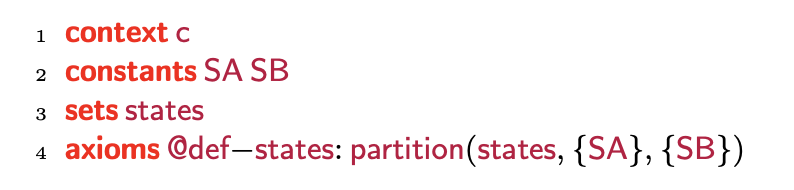 1 context c
2 constants SA SB
3 sets states
4 axioms @def−states: partition(states, {SA}, {SB})